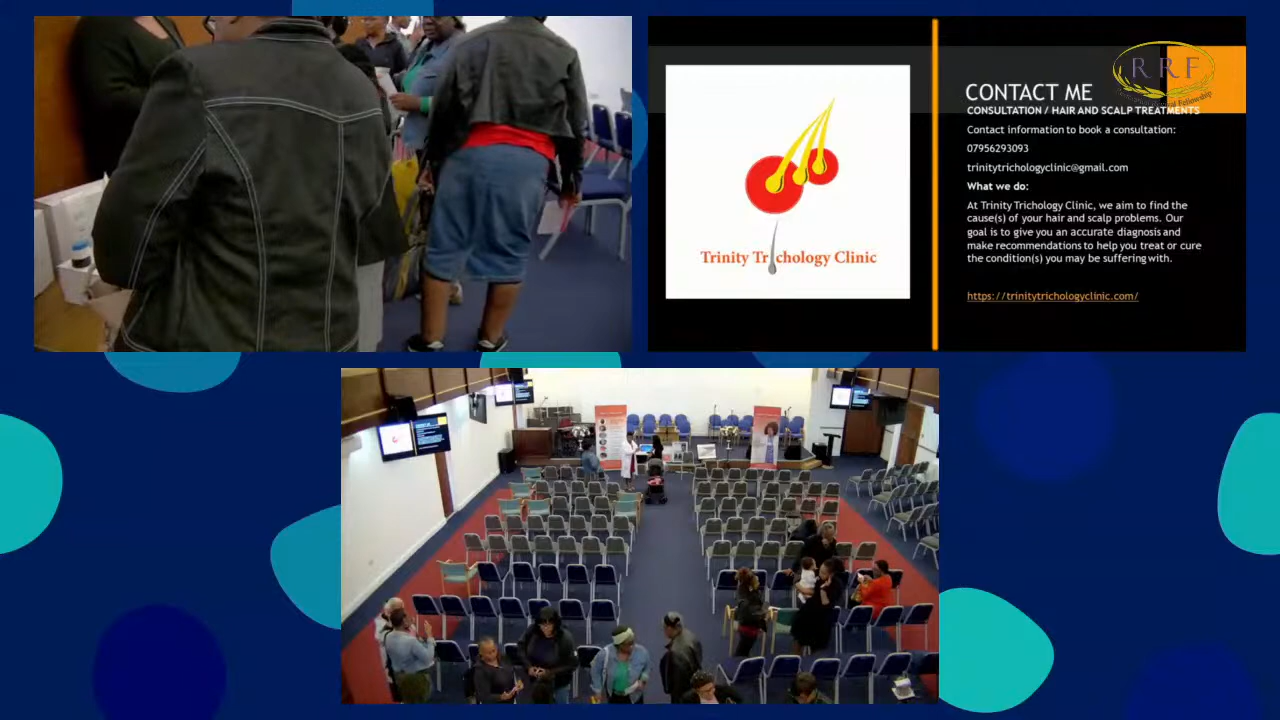 Trinity Trichology Clinic
RRF
CONTACT ME
CONSULTATION / HAIR AND SCALP TREATMENTS
Contact information to book a consultation:
07956293093
trinitytrichologyclinic@gmail.com
What we do:
At Trinity Trichology Clinic, we aim to find the
cause(s) of your hair and scalp problems. Our
goal is to give you an accurate diagnosis and
make recommendations to help you treat or cure
the condition(s) you may be suffering with.
https://trinitytrichologyclinic.com/